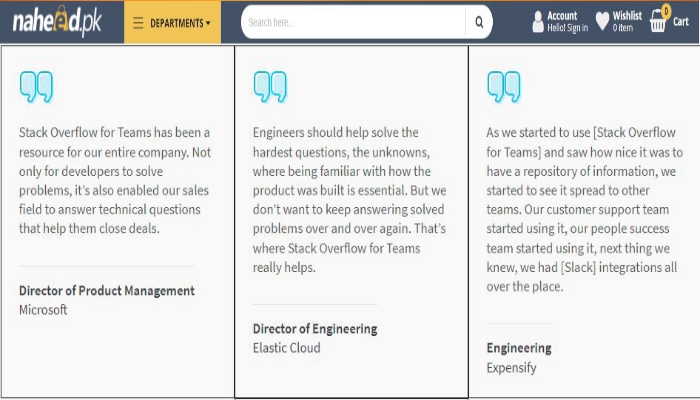 naheed.pk
DEPARTMENTS
Search here...
Account
Hello! Sign in
Wishlist
0 item
0
Cart
Stack Overflow for Teams has been a
resource for our entire company. Not
only for developers to solve
problems, it's also enabled our sales
field to answer technical questions
that help them close deals.
Director of Product Management
Microsoft
Engineers should help solve the
hardest questions, the unknowns,
where being familiar with how the
product was built is essential. But we
don't want to keep answering solved
problems over and over again. That's
where Stack Overflow for Teams
really helps.
Director of Engineering
Elastic Cloud
As we started to use [Stack Overflow
for Teams] and saw how nice it was to
have a repository of information, we
started to see it spread to other
teams. Our customer support team
started using it, our people success
team started using it, next thing we
knew, we had [Slack] integrations all
over the place.
Engineering
Expensify